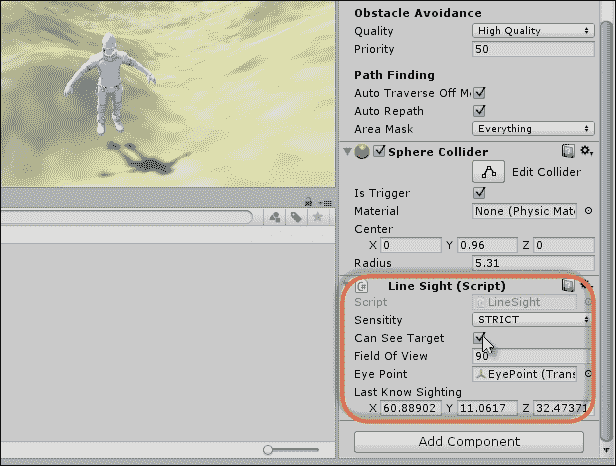 Obstacle Avoidance
Quality High Quality
Priority 50
Path Finding
Auto Traverse Off M
Auto Repath
Area Mask Everything
Sphere Collider
Edit Collider
Is Trigger
Material None (Physic Mat
Center
X 0 Y 0.96 Z 0
Radius 5.31
C# Line Sight (Script)
Script LineSight
Sensitity STRICT
Can See Target
Field Of View 90
Eye Point EyePoint (Trans
Last Know Sighting
X 60.88902 Y 11.0617 Z 32.47371
Add Component